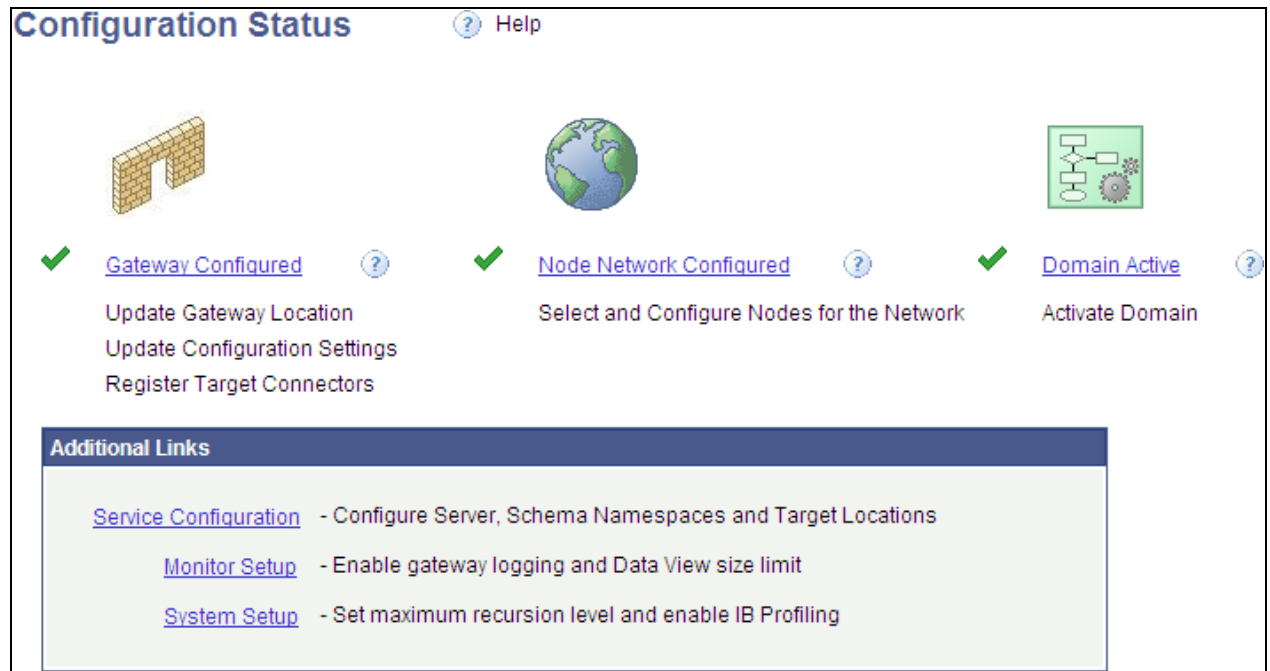 Configuration Status
? Help
Gateway Configured ?
Update Gateway Location
Update Configuration Settings
Register Target Connectors
Node Network Configured ?
Select and Configure Nodes for the Network
Domain Active ?
Activate Domain
Additional Links
Service Configuration - Configure Server, Schema Namespaces and Target Locations
Monitor Setup - Enable gateway logging and Data View size limit
System Setup - Set maximum recursion level and enable IB Profiling